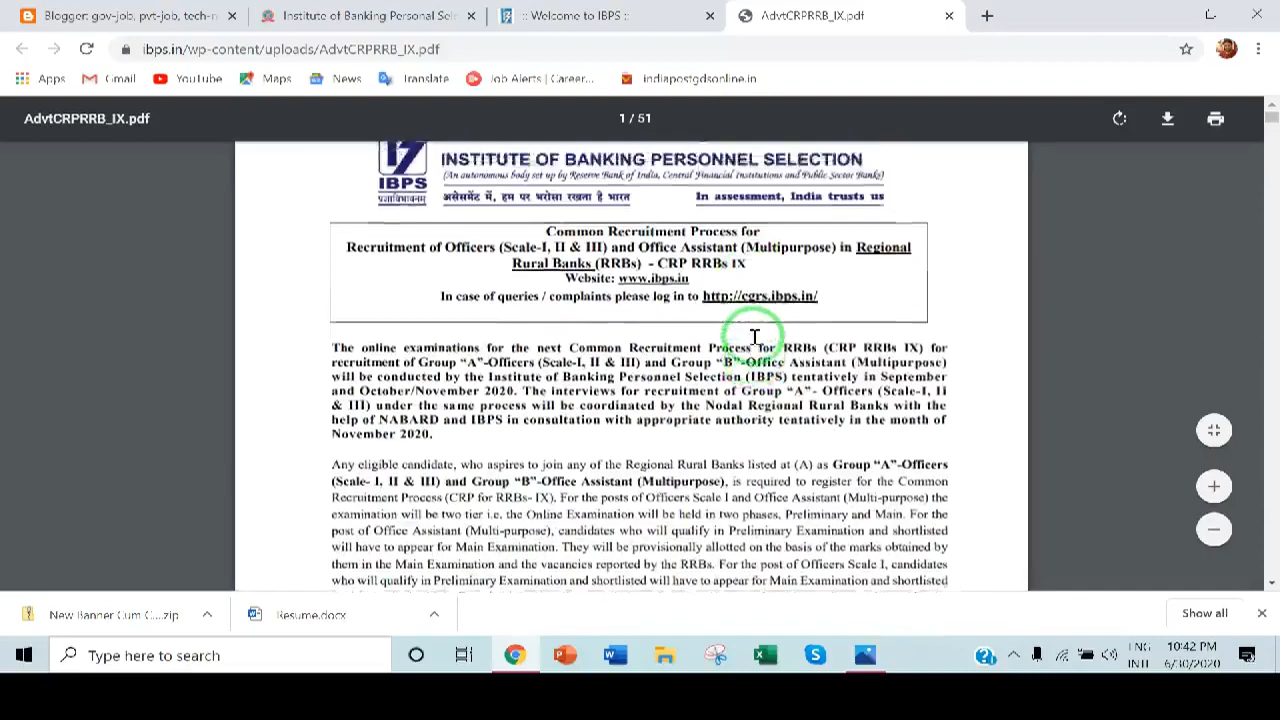 Blogger: gov-job, pvt-job, tech-n
Institute of Banking Personnel Sel
:: Welcome to IBPS ::
AdvtCRPRRB_IX.pdf
ibps.in/wp-content/uploads/AdvtCRPRRB_IX.pdf
Apps
Gmail
YouTube
Maps
News
Translate
Job Alerts | Career...
indiapostgdsonline.in
AdvtCRPRRB_IX.pdf
1 / 51
IBPS
INSTITUTE OF BANKING PERSONNEL SELECTION
(An autonomous body set up by Reserve Bank of India, Central Financial Institutions and Public Sector Banks)
असेसमेंट में, हम पर भरोसा रखता है भारत
In assessment, India trusts us
Common Recruitment Process for
Recruitment of Officers (Scale-I, II & III) and Office Assistant (Multipurpose) in Regional
Rural Banks (RRBs) - CRP RRBs IX
Website: www.ibps.in
In case of queries / complaints please log in to http://cgrs.ibps.in/
The online examinations for the next Common Recruitment Process for RRBs (CRP RRBs IX) for
recruitment of Group “A”-Officers (Scale-I, II & III) and Group “B”-Office Assistant (Multipurpose)
will be conducted by the Institute of Banking Personnel Selection (IBPS) tentatively in September
and October/November 2020. The interviews for recruitment of Group “A”- Officers (Scale-I, II
& III) under the same process will be coordinated by the Nodal Regional Rural Banks with the
help of NABARD and IBPS in consultation with appropriate authority tentatively in the month of
November 2020.
Any eligible candidate, who aspires to join any of the Regional Rural Banks listed at (A) as Group “A”-Officers
(Scale- I, II & III) and Group “B”-Office Assistant (Multipurpose), is required to register for the Common
Recruitment Process (CRP for RRBs- IX). For the posts of Officers Scale I and Office Assistant (Multi-purpose) the
examination will be two tier i.e. the Online Examination will be held in two phases, Preliminary and Main. For the
post of Office Assistant (Multi-purpose), candidates who will qualify in Preliminary Examination and shortlisted
will have to appear for Main Examination. They will be provisionally allotted on the basis of the marks obtained by
them in the Main Examination and the vacancies reported by the RRBs. For the post of Officers Scale I, candidates
who will qualify in Preliminary Examination and shortlisted will have to appear for Main Examination and shortlisted
New Banner Cum C....zip
Resume.docx
Show all
Type here to search
ENG
INTL
10:42 PM
6/30/2020